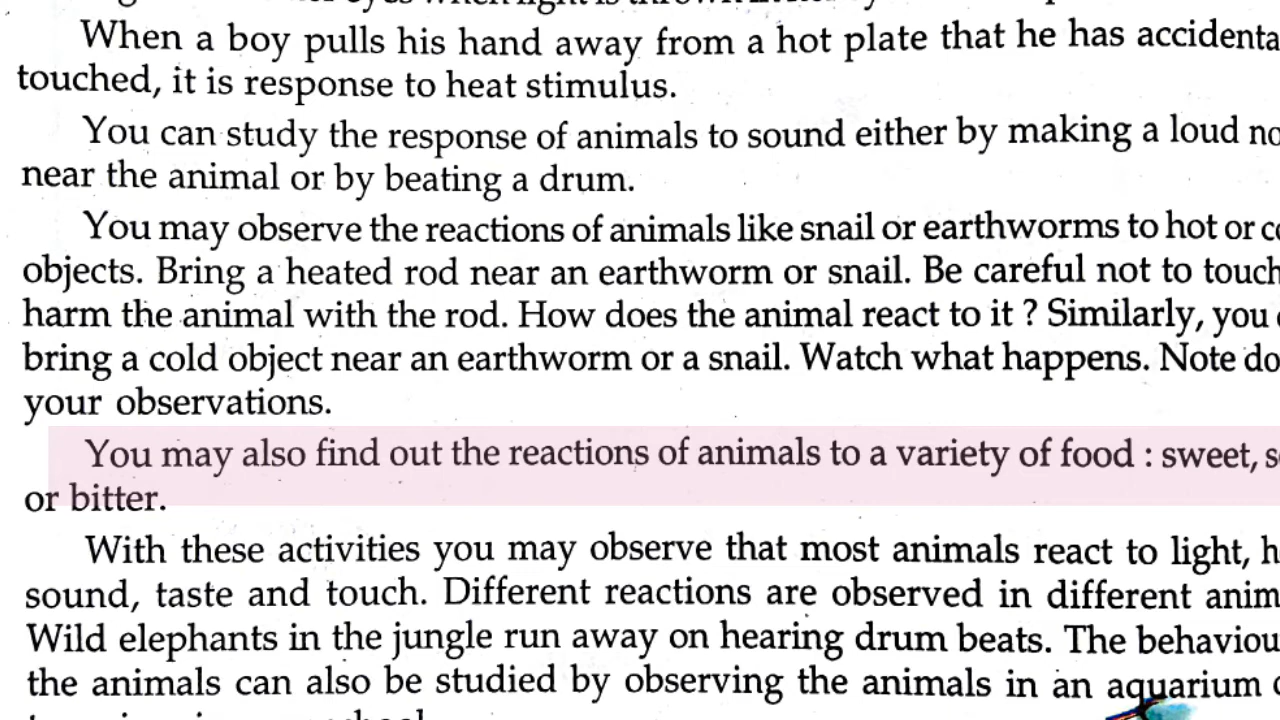 When a boy pulls his hand away from a hot plate that he has accidenta
touched, it is response to heat stimulus.
You can study the response of animals to sound either by making a loud no
near the animal or by beating a drum.
You may observe the reactions of animals like snail or earthworms to hot or co
objects. Bring a heated rod near an earthworm or snail. Be careful not to touch
harm the animal with the rod. How does the animal react to it ? Similarly, you
bring a cold object near an earthworm or a snail. Watch what happens. Note do
your observations.
You may also find out the reactions of animals to a variety of food : sweet, s
or bitter.
With these activities you may observe that most animals react to light, h
sound, taste and touch. Different reactions are observed in different anim
Wild elephants in the jungle run away on hearing drum beats. The behaviou
the animals can also be studied by observing the animals in an aquarium